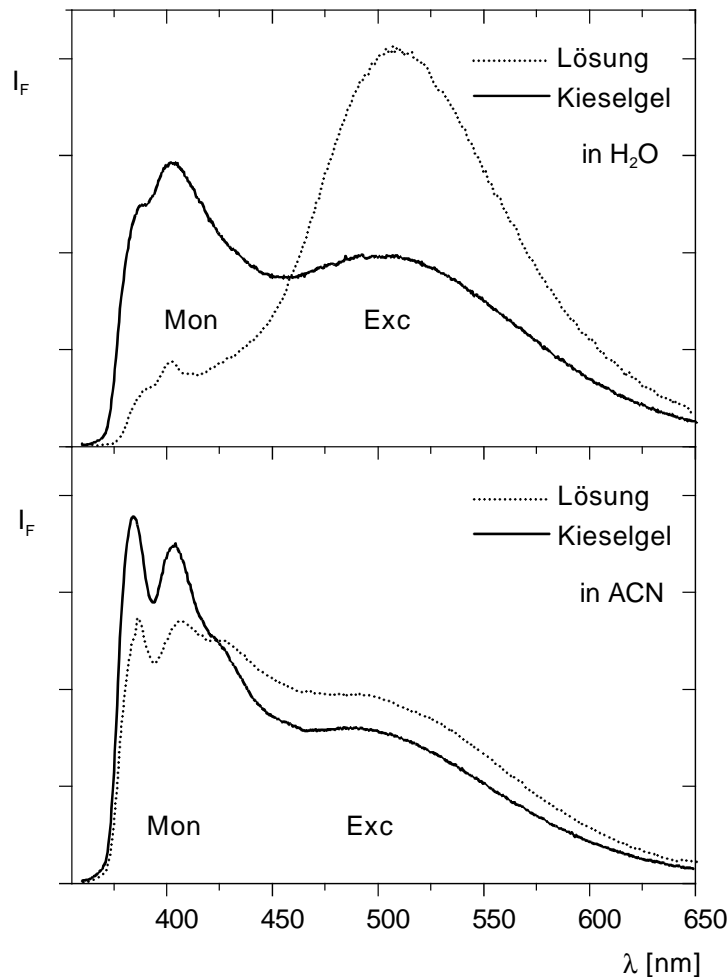 I_F
Lösung
Kieselgel
in H₂O
Mon
Exc
Lösung
I_F
Kieselgel
in ACN
Mon
Exc
400 450 500 550 600 650
λ [nm]